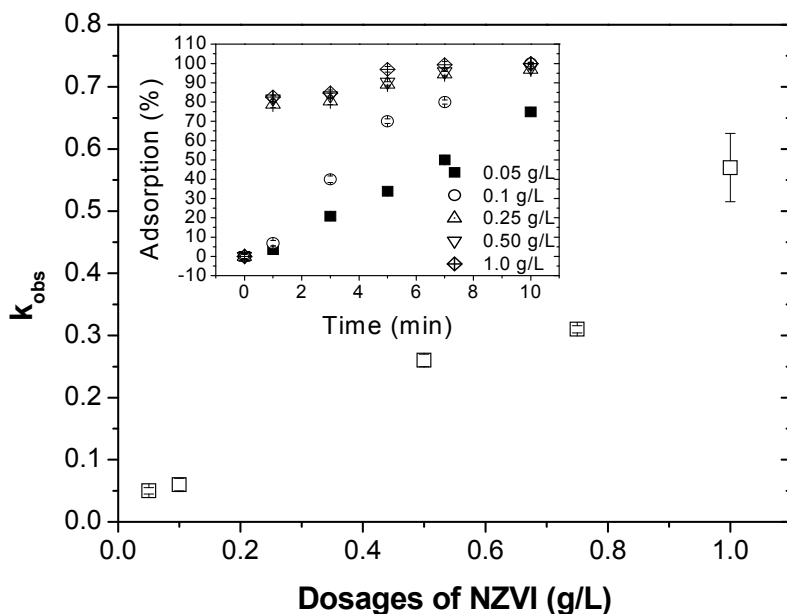 0.8
0.7
0.6
0.5
0.4
0.3
0.2
0.1
0.0
k_obs
0.0 0.2 0.4 0.6 0.8 1.0
Dosages of NZVI (g/L)
110
100
90
80
70
60
50
40
30
20
10
0
-10
Adsorption (%)
0 2 4 6 8 10
Time (min)
0.05 g/L
0.1 g/L
0.25 g/L
0.50 g/L
1.0 g/L